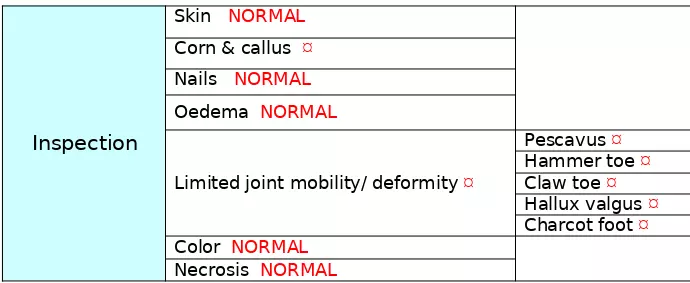 Skin NORMAL
Corn & callus ¤
Nails NORMAL
Oedema NORMAL
Inspection
Limited joint mobility/ deformity ¤
Pescavus ¤
Hammer toe ¤
Claw toe ¤
Hallux valgus ¤
Charcot foot ¤
Color NORMAL
Necrosis NORMAL